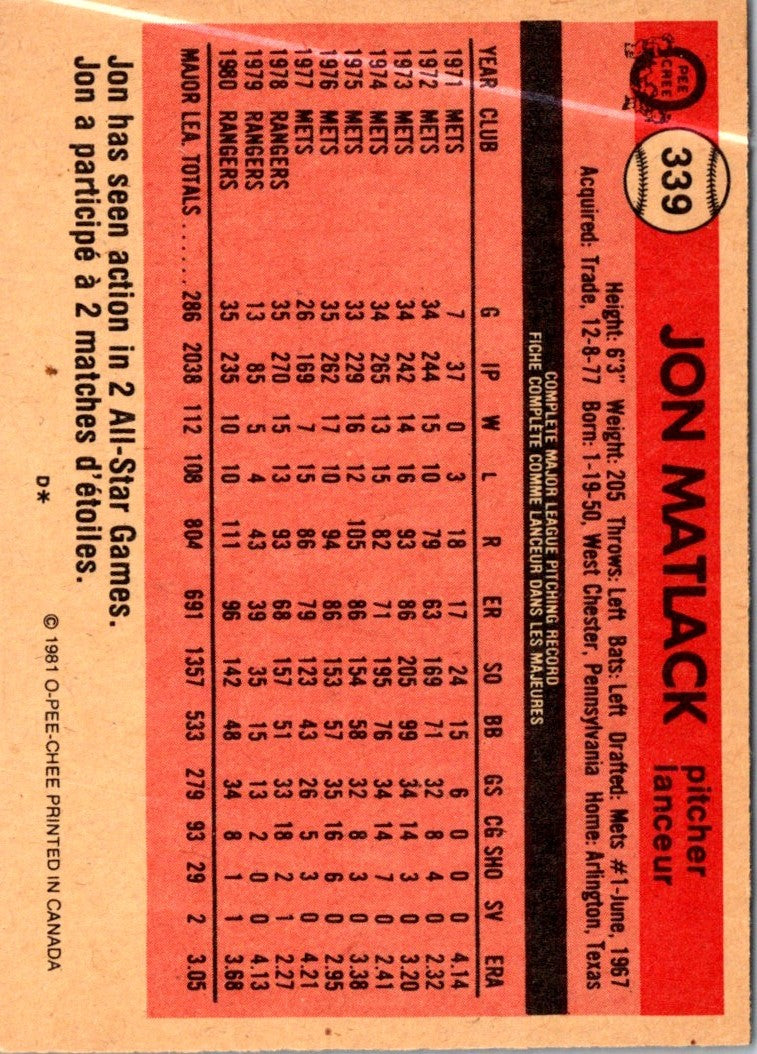 O
PEE
CHEE
339 JON MATLACK pitcher
lanceur
Height: 6'3" Weight: 205 Throws: Left Bats: Left Drafted: Mets #1-June, 1967
Acquired: Trade, 12-8-77 Born: 1-19-50, West Chester, Pennsylvania Home: Arlington, Texas
COMPLETE MAJOR LEAGUE PITCHING RECORD
FICHE COMPLÈTE COMME LANCEUR DANS LES MAJEURES
YEAR CLUB G IP W L R ER SO BB GS CG SHO SV ERA
1971 METS 7 37 0 3 18 17 24 15 6 0 0 0 4.14
1972 METS 34 244 15 10 79 63 169 71 32 8 4 0 2.32
1973 METS 34 242 14 16 93 86 205 99 34 14 3 0 3.20
1974 METS 34 265 13 15 82 71 195 76 34 14 7 0 2.41
1975 METS 33 229 16 12 105 86 154 58 32 8 3 0 3.38
1976 METS 35 262 17 10 94 86 153 57 35 16 6 0 2.95
1977 METS 26 169 7 15 86 79 123 43 26 5 3 0 4.21
1978 RANGERS 35 270 15 13 93 68 157 51 33 18 2 1 2.27
1979 RANGERS 13 85 5 4 43 39 35 15 13 2 0 0 4.13
1980 RANGERS 35 235 10 10 111 96 142 48 34 8 1 1 3.68
MAJOR LEA. TOTALS ...... 286 2038 112 108 804 691 1357 533 279 93 29 2 3.05
Jon has seen action in 2 All-Star Games.
Jon a participé à 2 matches d'étoiles.
D* © 1981 O-PEE-CHEE PRINTED IN CANADA